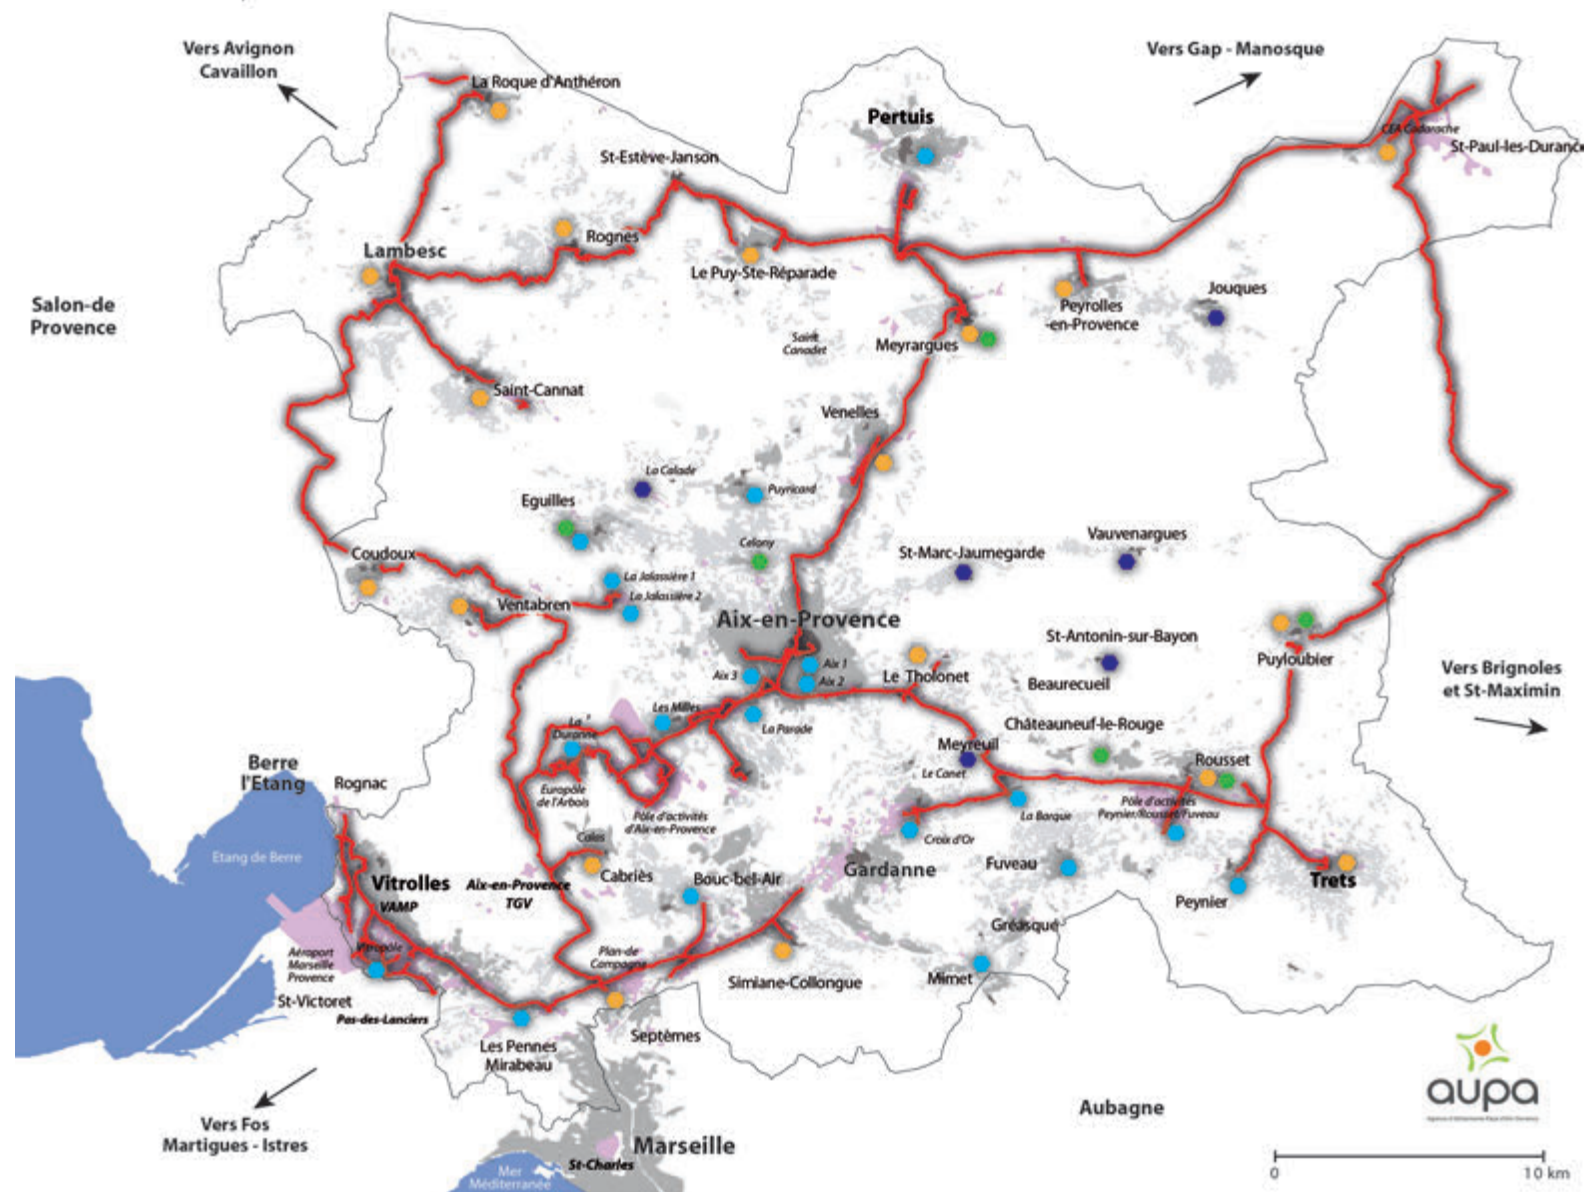 Vers Avignon
Cavaillon
Vers Gap - Manosque
La Roque d'Anthéron
Pertuis
CEA Cadarache
St-Paul-les-Durance
St-Estève-Janson
Rognes
Lambesc
Le Puy-Ste-Réparade
Jouques
Peyrolles
-en-Provence
Salon-de
Provence
Saint
Canadet
Meyrargues
Saint-Cannat
Venelles
La Calade
Puyricard
Eguilles
Celony
Vauvenargues
St-Marc-Jaumegarde
Coudoux
La Jalassière 1
La Jalassière 2
Ventabren
Aix-en-Provence
St-Antonin-sur-Bayon
Puyloubier
Vers Brignoles
et St-Maximin
Aix 1
Aix 2
Aix 3
Le Tholonet
Beaurecueil
Les Milles
La Parade
La
Duranne
Châteauneuf-le-Rouge
Meyreuil
Le Canet
Rousset
Berre
l'Etang
Rognac
Europôle
de l'Arbois
Pôle d'activités
d'Aix-en-Provence
La Barque
Pôle d'activités
Peynier/Rousset/Fuveau
Calas
Croix d'Or
Etang de Berre
Cabriès
Bouc-bel-Air
Gardanne
Fuveau
Vitrolles
VAMP
Aix-en-Provence
TGV
Peynier
Trets
Gréasque
Vitropôle
Aéroport
Marseille
Provence
Plan-de
Campagne
Simiane-Collongue
Mimet
St-Victoret
Pas-des-Lanciers
Les Pennes
Mirabeau
Septèmes
Vers Fos
Martigues - Istres
Aubagne
aupa
Marseille
St-Charles
Mer
Méditerranée
0
10 km